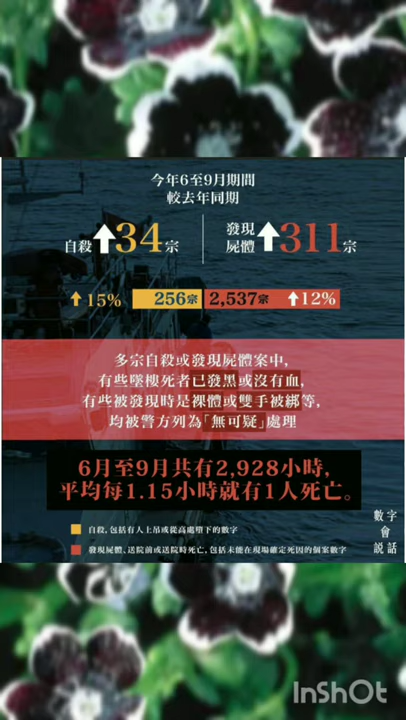 今年6至9月期間
較去年同期
自殺↑34宗
發現屍體↑311宗
↑15% 256宗 2,537宗 ↑12%
多宗自殺或發現屍體案中,
有些墜樓死者已發黑或沒有血,
有些被發現時是裸體或雙手被綁等,
均被警方列為「無可疑」處理
6月至9月共有2,928小時,
平均每1.15小時就有1人死亡。
自殺,包括有人上吊或從高處墮下的數字
發現屍體、送院前或送院時死亡,包括未能在現場確定死因的個案數字
數字
會
說話
InShOt